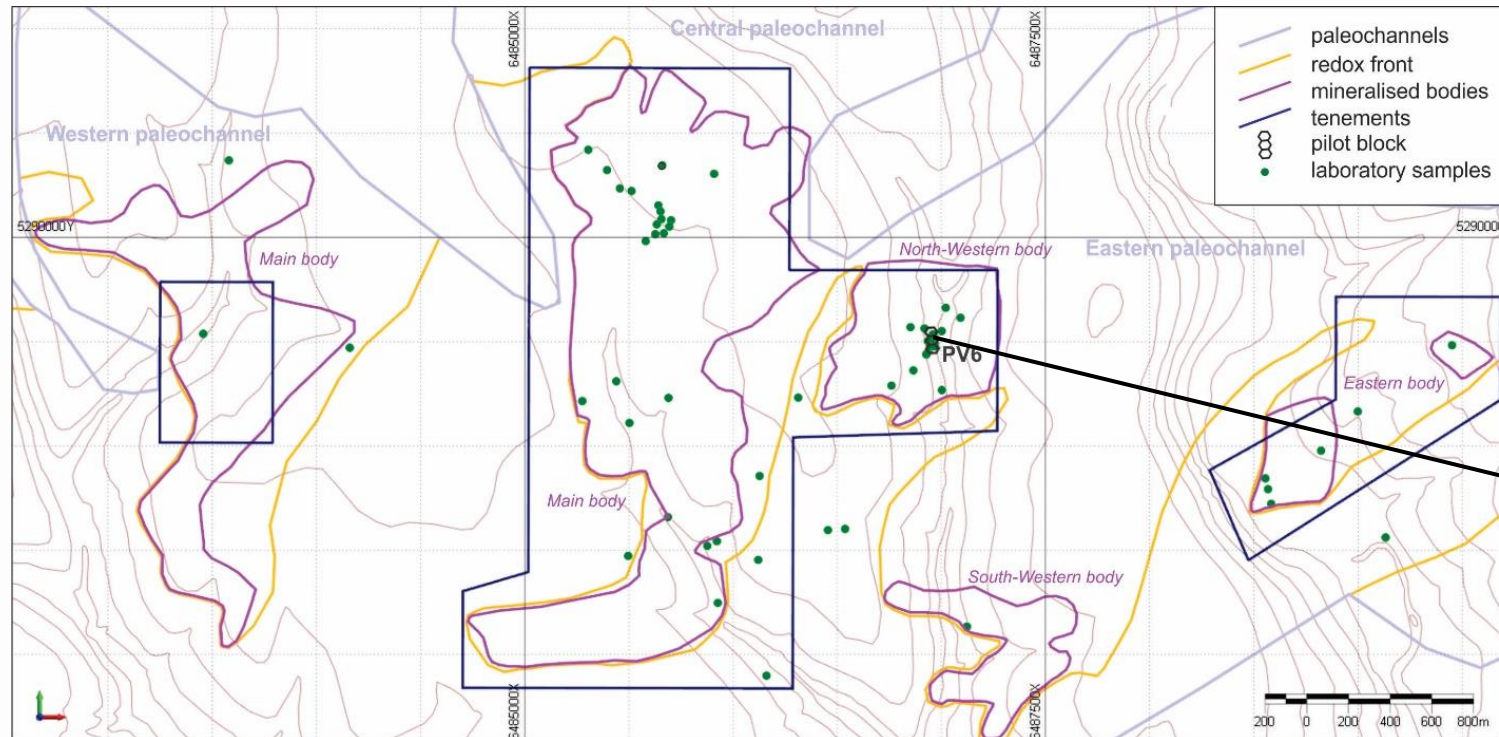 Central paleochannel
6485000X
6487500X
paleochannels
redox front
mineralised bodies
tenements
pilot block
laboratory samples
Western paleochannel
5290000Y
5290000
Main body
North-Western body
Eastern paleochannel
PV6
Eastern body
Main body
South-Western body
6485000X
6487500X
200 0 200 400 600 800m